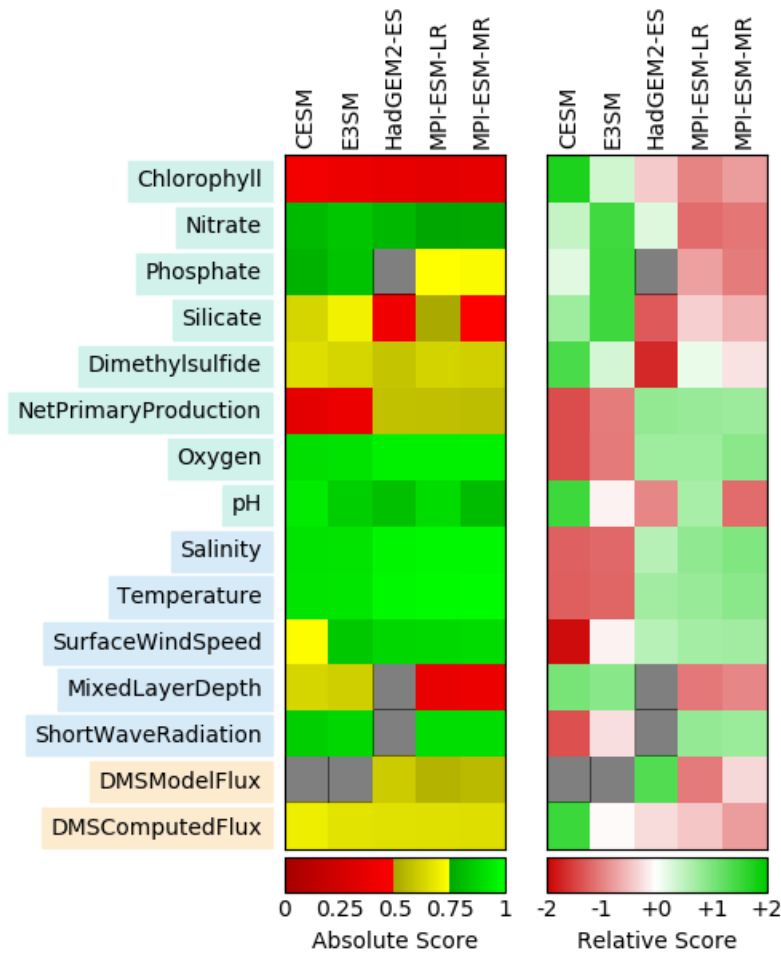 CESM E3SM HadGEM2-ES MPI-ESM-LR MPI-ESM-MR CESM E3SM HadGEM2-ES MPI-ESM-LR MPI-ESM-MR
Chlorophyll
Nitrate
Phosphate
Silicate
Dimethylsulfide
NetPrimaryProduction
Oxygen
pH
Salinity
Temperature
SurfaceWindSpeed
MixedLayerDepth
ShortWaveRadiation
DMSModelFlux
DMSComputedFlux
0 0.25 0.5 0.75 1 -2 -1 +0 +1 +2
Absolute Score Relative Score